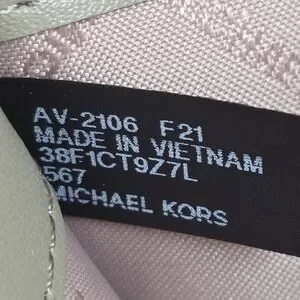 AV-2106 F21
MADE IN VIETNAM
38F1CT9Z7L
567
MICHAEL KORS